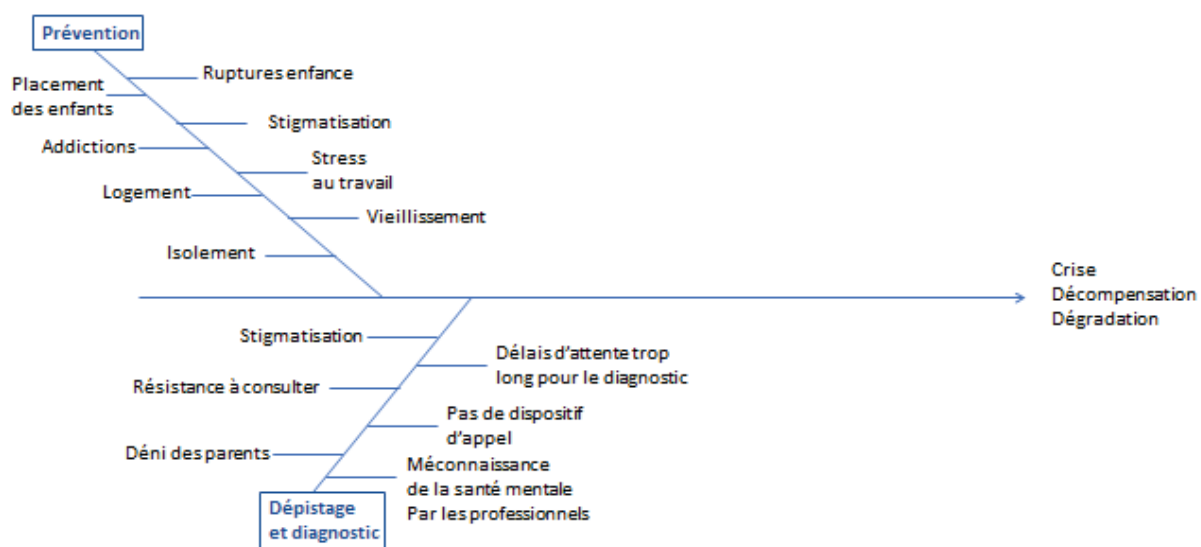 Prévention
Ruptures enfance
Placement
des enfants
Stigmatisation
Addictions
Stress
au travail
Logement
Vieillissement
Isolement
Crise
Décompensation
Dégradation
Stigmatisation
Délais d'attente trop
long pour le diagnostic
Résistance à consulter
Pas de dispositif
d'appel
Déni des parents
Méconnaissance
de la santé mentale
Par les professionnels
Dépistage
et diagnostic